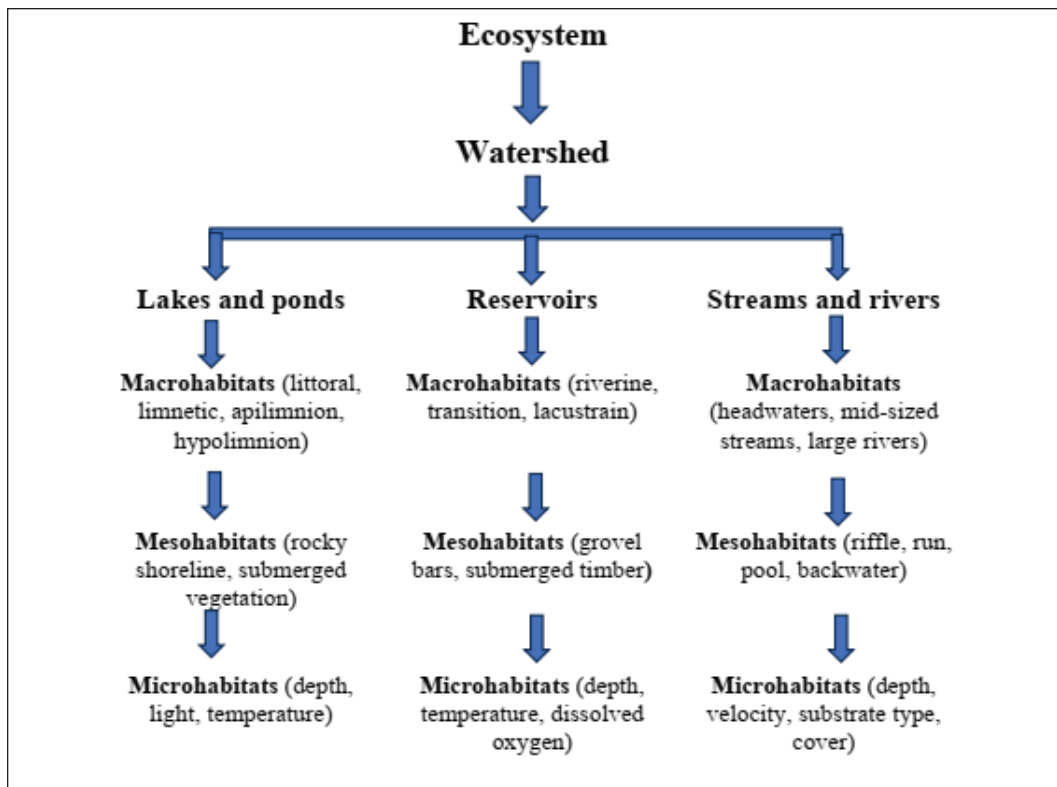 Ecosystem
Watershed
Lakes and ponds
Reservoirs
Streams and rivers
Macrohabitats (littoral,
limnetic, apilimnion,
hypolimnion)
Macrohabitats (riverine,
transition, lacustrain)
Macrohabitats
(headwaters, mid-sized
streams, large rivers)
Mesohabitats (rocky
shoreline, submerged
vegetation)
Mesohabitats (grovel
bars, submerged timber)
Mesohabitats (riffle, run,
pool, backwater)
Microhabitats (depth,
light, temperature)
Microhabitats (depth,
temperature, dissolved
oxygen)
Microhabitats (depth,
velocity, substrate type,
cover)